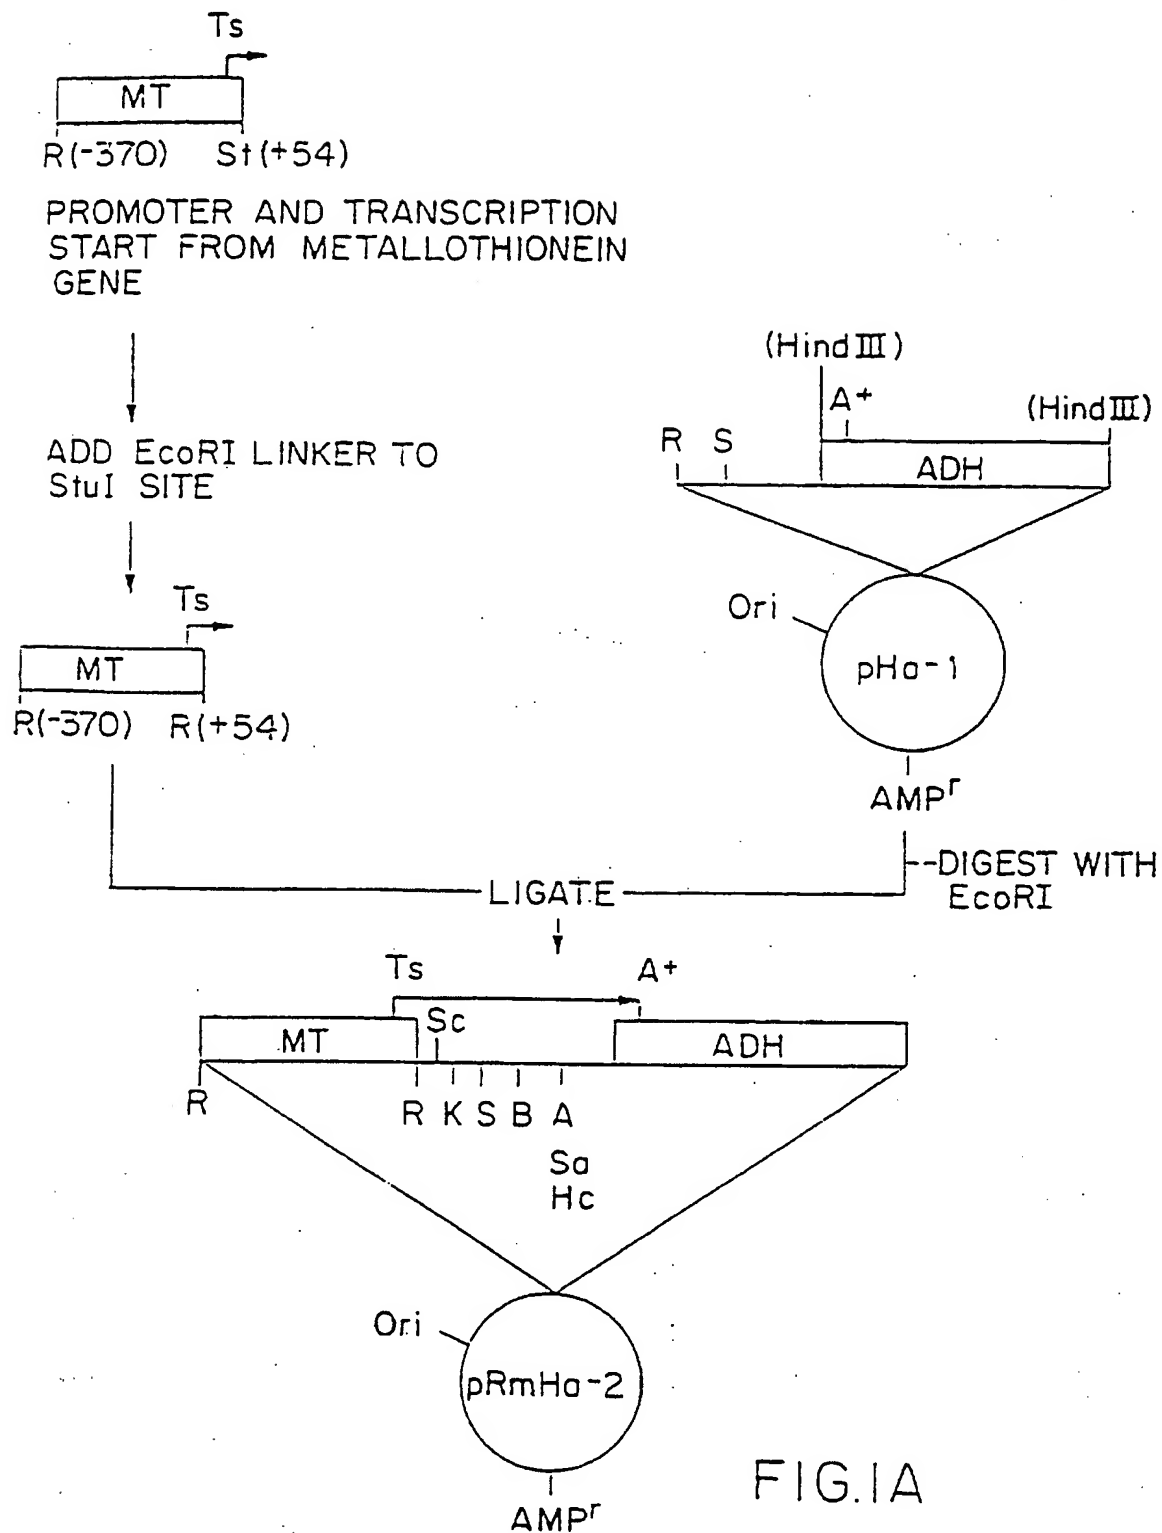 Ts
MT
R(-370) St(+54)
PROMOTER AND TRANSCRIPTION
START FROM METALLOTHIONEIN
GENE
ADD EcoRI LINKER TO
StuI SITE
Ts
MT
R(-370) R(+54)
(HindIII)
A+
(HindIII)
R S
ADH
Ori
pHa-1
AMPr
DIGEST WITH
EcoRI
LIGATE
Ts A+
Sc
MT ADH
R
R K S B A
Sa
Hc
Ori
pRmHa-2
AMPr
FIG.1A